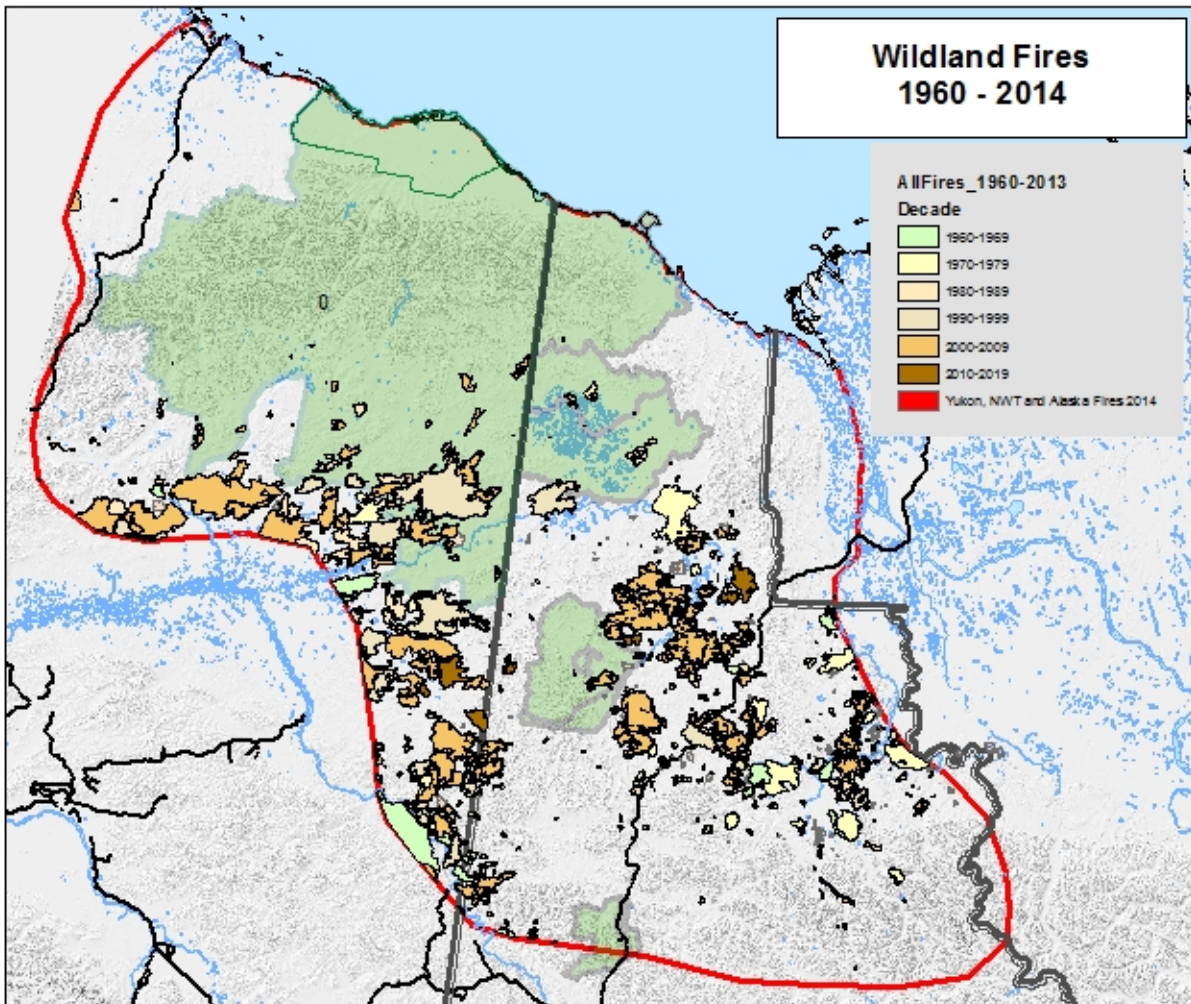 Wildland Fires
1960 - 2014
AllFires_1960-2013
Decade
1960-1969
1970-1979
1980-1989
1990-1999
2000-2009
2010-2019
Yukon, NWT and Alaska Fires 2014